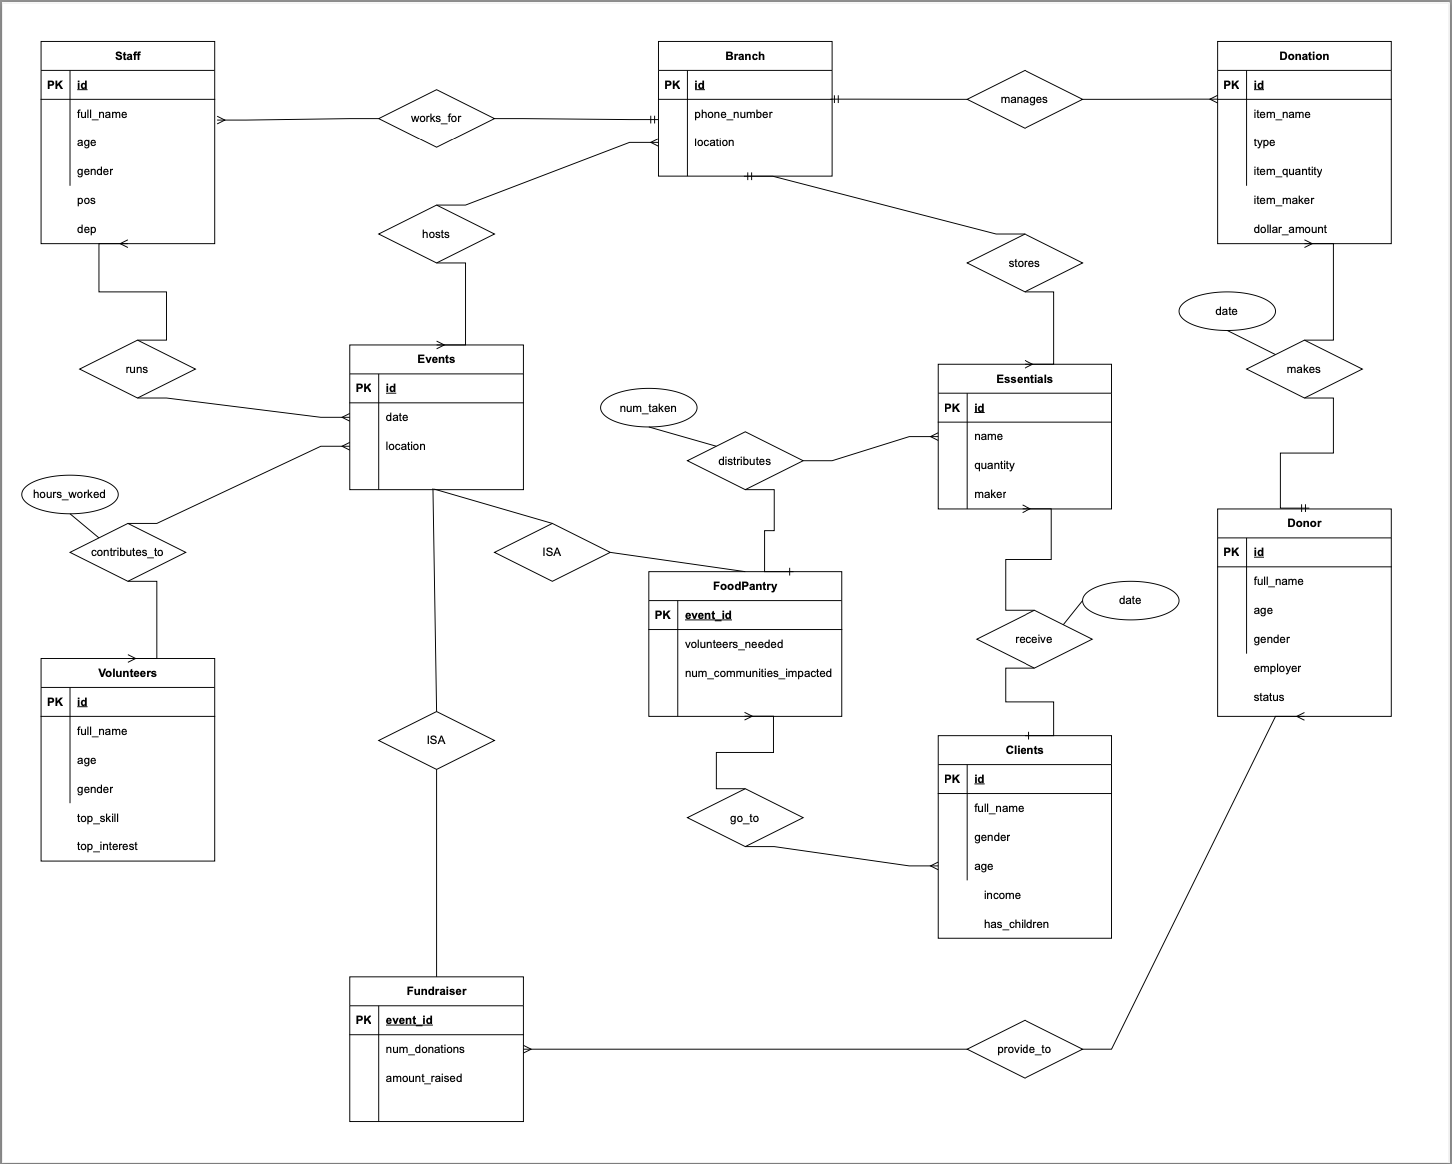 Staff
PK id
full_name
age
gender
pos
dep
works_for
Branch
PK id
phone_number
location
manages
Donation
PK id
item_name
type
item_quantity
item_maker
dollar_amount
hosts
stores
date
makes
runs
Events
PK id
date
location
num_taken
distributes
Essentials
PK id
name
quantity
maker
hours_worked
contributes_to
ISA
Donor
PK id
full_name
age
gender
employer
status
FoodPantry
PK event_id
volunteers_needed
num_communities_impacted
date
receive
Volunteers
PK id
full_name
age
gender
top_skill
top_interest
ISA
go_to
Clients
PK id
full_name
gender
age
income
has_children
Fundraiser
PK event_id
num_donations
amount_raised
provide_to